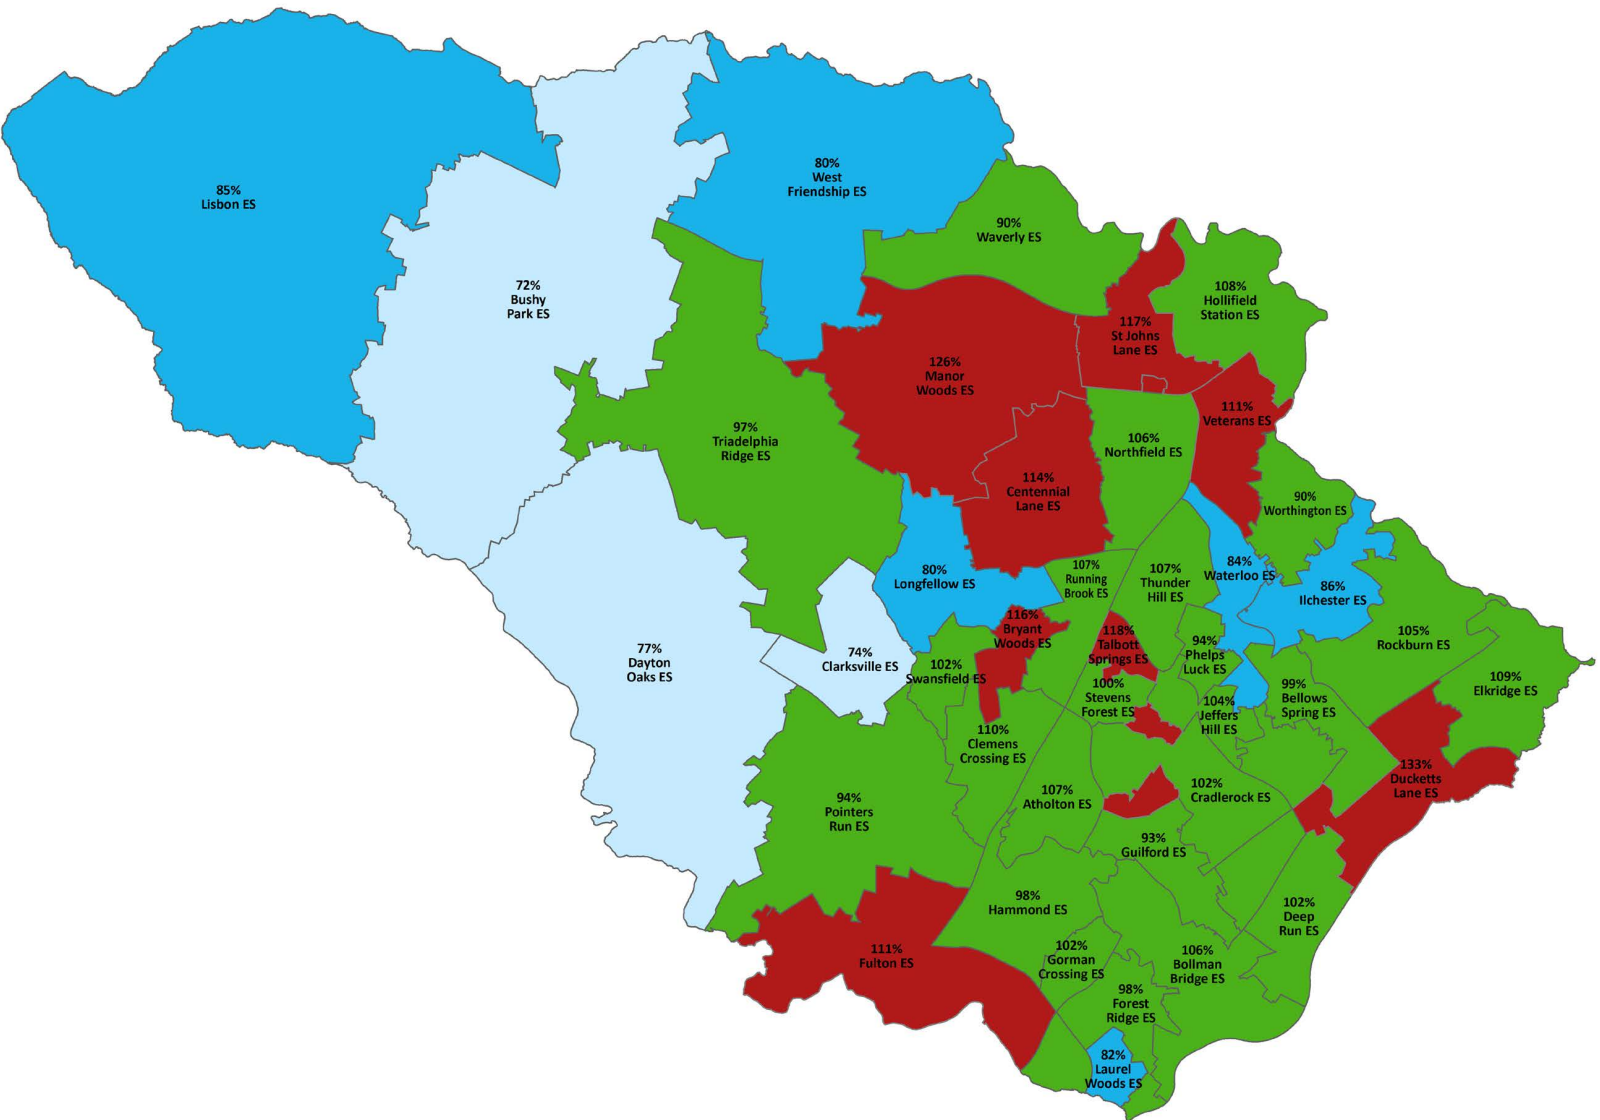 85%
Lisbon ES
80%
West
Friendship ES
90%
Waverly ES
72%
Bushy
Park ES
108%
Hollifield
Station ES
117%
St Johns
Lane ES
126%
Manor
Woods ES
111%
Veterans ES
97%
Triadelphia
Ridge ES
106%
Northfield ES
114%
Centennial
Lane ES
90%
Worthington ES
80%
Longfellow ES
107%
Running
Brook ES
107%
Thunder
Hill ES
84%
Waterloo ES
86%
Ilchester ES
116%
Bryant
Woods ES
118%
Talbott
Springs ES
94%
Phelps
Luck ES
105%
Rockburn ES
77%
Dayton
Oaks ES
74%
Clarksville ES
102%
Swansfield ES
100%
Stevens
Forest ES
104%
Jeffers
Hill ES
99%
Bellows
Spring ES
109%
Elkridge ES
110%
Clemens
Crossing ES
133%
Ducketts
Lane ES
94%
Pointers
Run ES
107%
Atholton ES
102%
Cradlerock ES
93%
Guilford ES
98%
Hammond ES
102%
Deep
Run ES
111%
Fulton ES
102%
Gorman
Crossing ES
106%
Bollman
Bridge ES
98%
Forest
Ridge ES
82%
Laurel
Woods ES